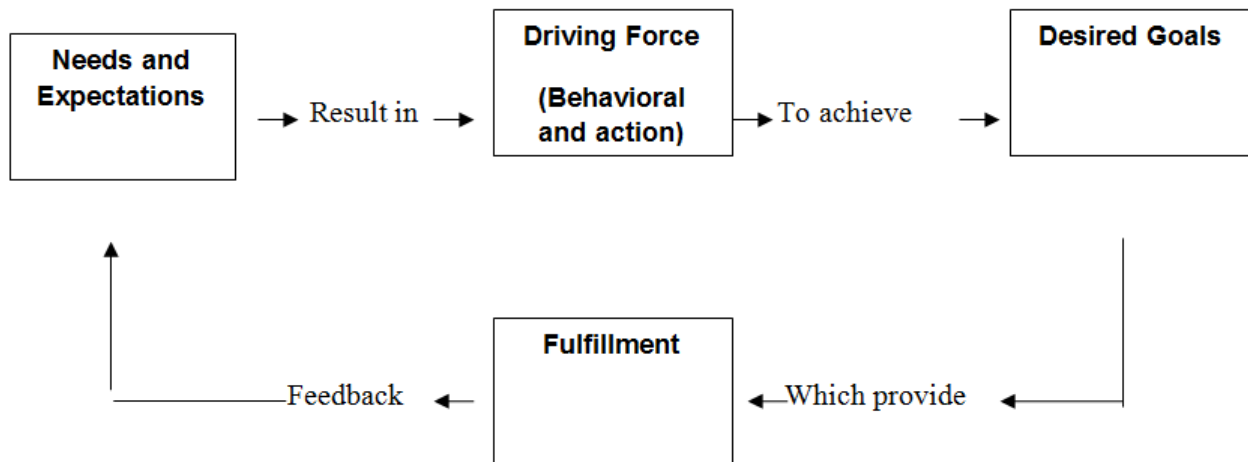 Needs and
Expectations
Result in
Driving Force
(Behavioral
and action)
To achieve
Desired Goals
Fulfillment
Feedback
Which provide